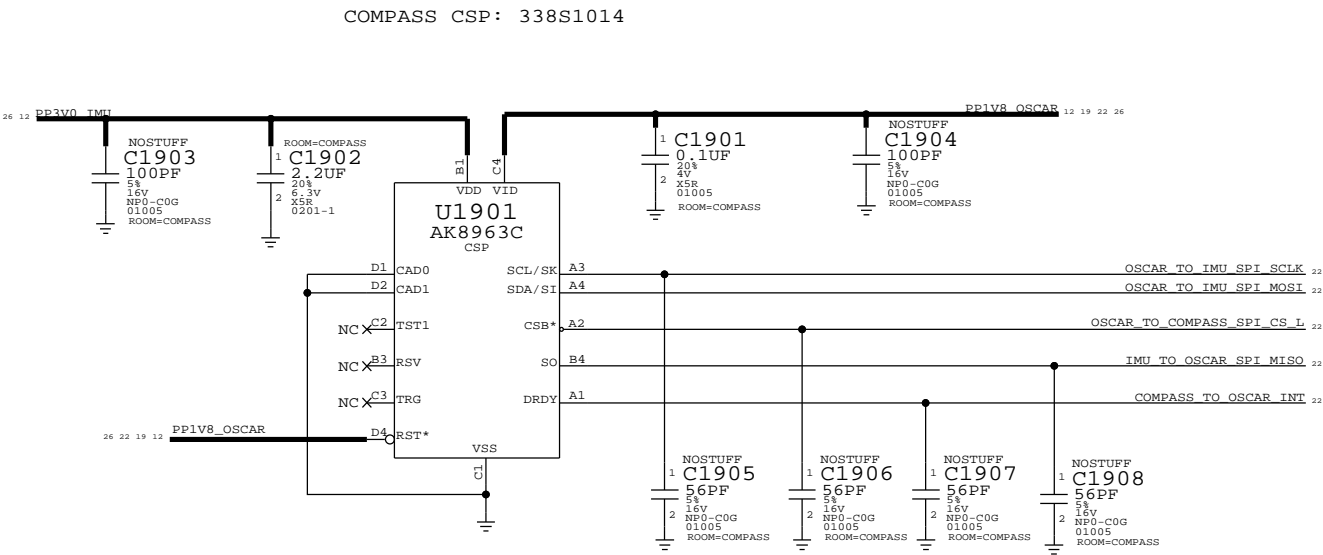 COMPASS CSP: 338S1014
26 12 PP3V0_IMU
PP1V8_OSCAR 12 19 22 26
NOSTUFF
C1903
100PF
5%
16V
NP0-C0G
01005
ROOM=COMPASS
ROOM=COMPASS
1 C1902
2.2UF
20%
6.3V
2 X5R
0201-1
B1
C4
1 C1901
0.1UF
20%
4V
2 X5R
01005
ROOM=COMPASS
NOSTUFF
1 C1904
100PF
5%
16V
2 NP0-C0G
01005
ROOM=COMPASS
VDD VID
U1901
AK8963C
CSP
D1 CAD0
D2 CAD1
NC C2 TST1
NC B3 RSV
NC C3 TRG
26 22 19 12 PP1V8_OSCAR D4 RST*
SCL/SK A3 OSCAR_TO_IMU_SPI_SCLK 22
SDA/SI A4 OSCAR_TO_IMU_SPI_MOSI 22
CSB* A2 OSCAR_TO_COMPASS_SPI_CS_L 22
SO B4 IMU_TO_OSCAR_SPI_MISO 22
DRDY A1 COMPASS_TO_OSCAR_INT 22
VSS
C1
NOSTUFF
1 C1905
56PF
5%
16V
2 NP0-C0G
01005
ROOM=COMPASS
NOSTUFF
1 C1906
56PF
5%
16V
2 NP0-C0G
01005
ROOM=COMPASS
NOSTUFF
1 C1907
56PF
5%
16V
2 NP0-C0G
01005
ROOM=COMPASS
NOSTUFF
1 C1908
56PF
5%
16V
2 NP0-C0G
01005
ROOM=COMPASS